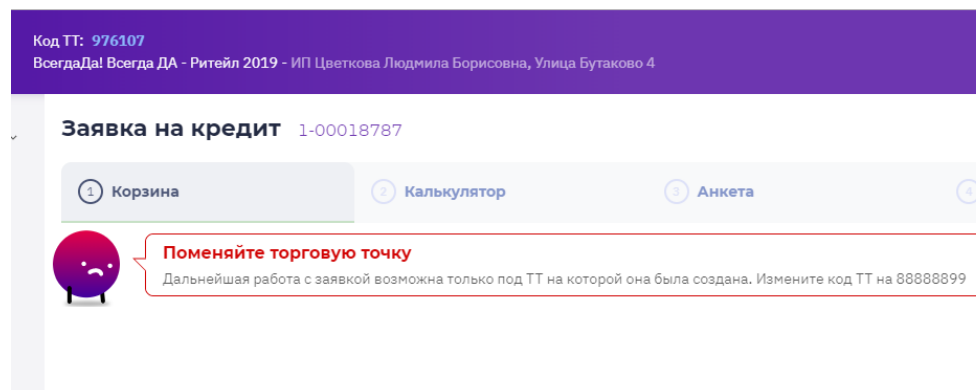 Код ТТ: 976107
ВсегдаДа! Всегда ДА - Ритейл 2019 - ИП Цветкова Людмила Борисовна, Улица Бутаково 4
Заявка на кредит 1-00018787
1 Корзина 2 Калькулятор 3 Анкета 4
Поменяйте торговую точку
Дальнейшая работа с заявкой возможна только под ТТ на которой она была создана. Измените код ТТ на 88888899